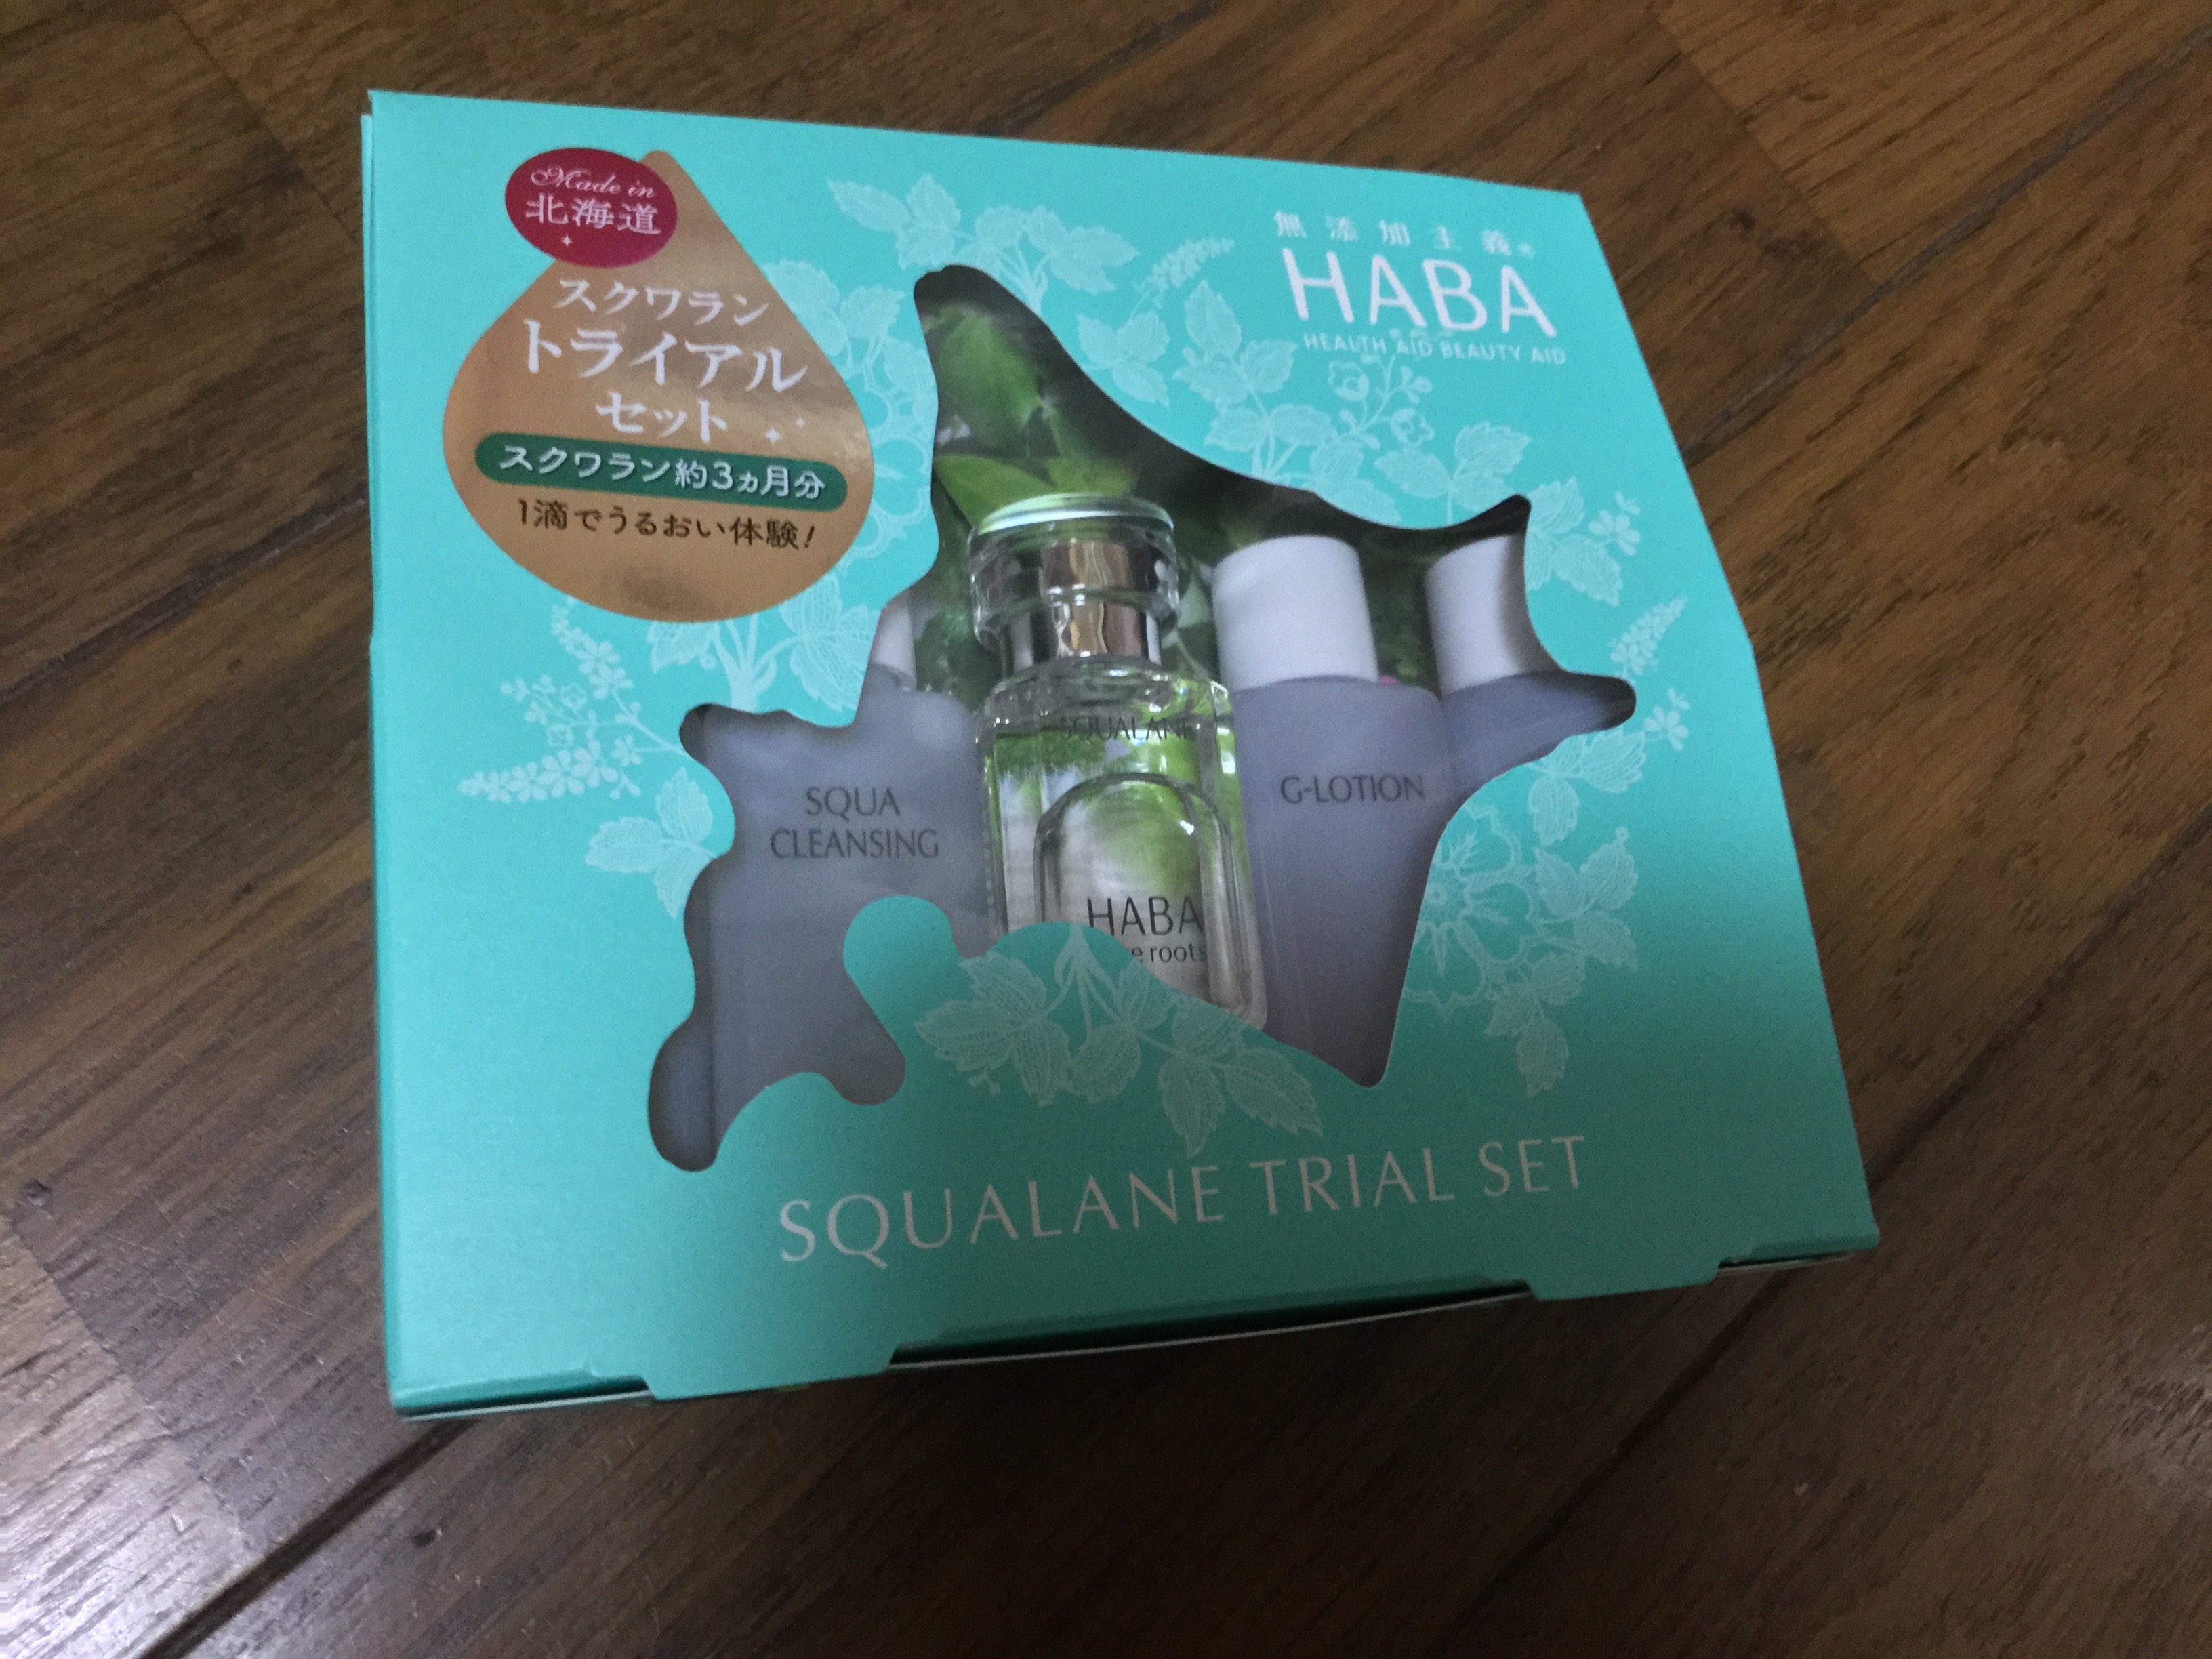 Made in
北海道
スクワラン
トライアル
セット
スクワラン約3ヵ月分
1滴でうるおい体験!
無添加主義®
HABA
HEALTH AID BEAUTY AID
SQUA
CLEANSING
SQUALANE
HABA
roots
G-LOTION
SQUALANE TRIAL SET